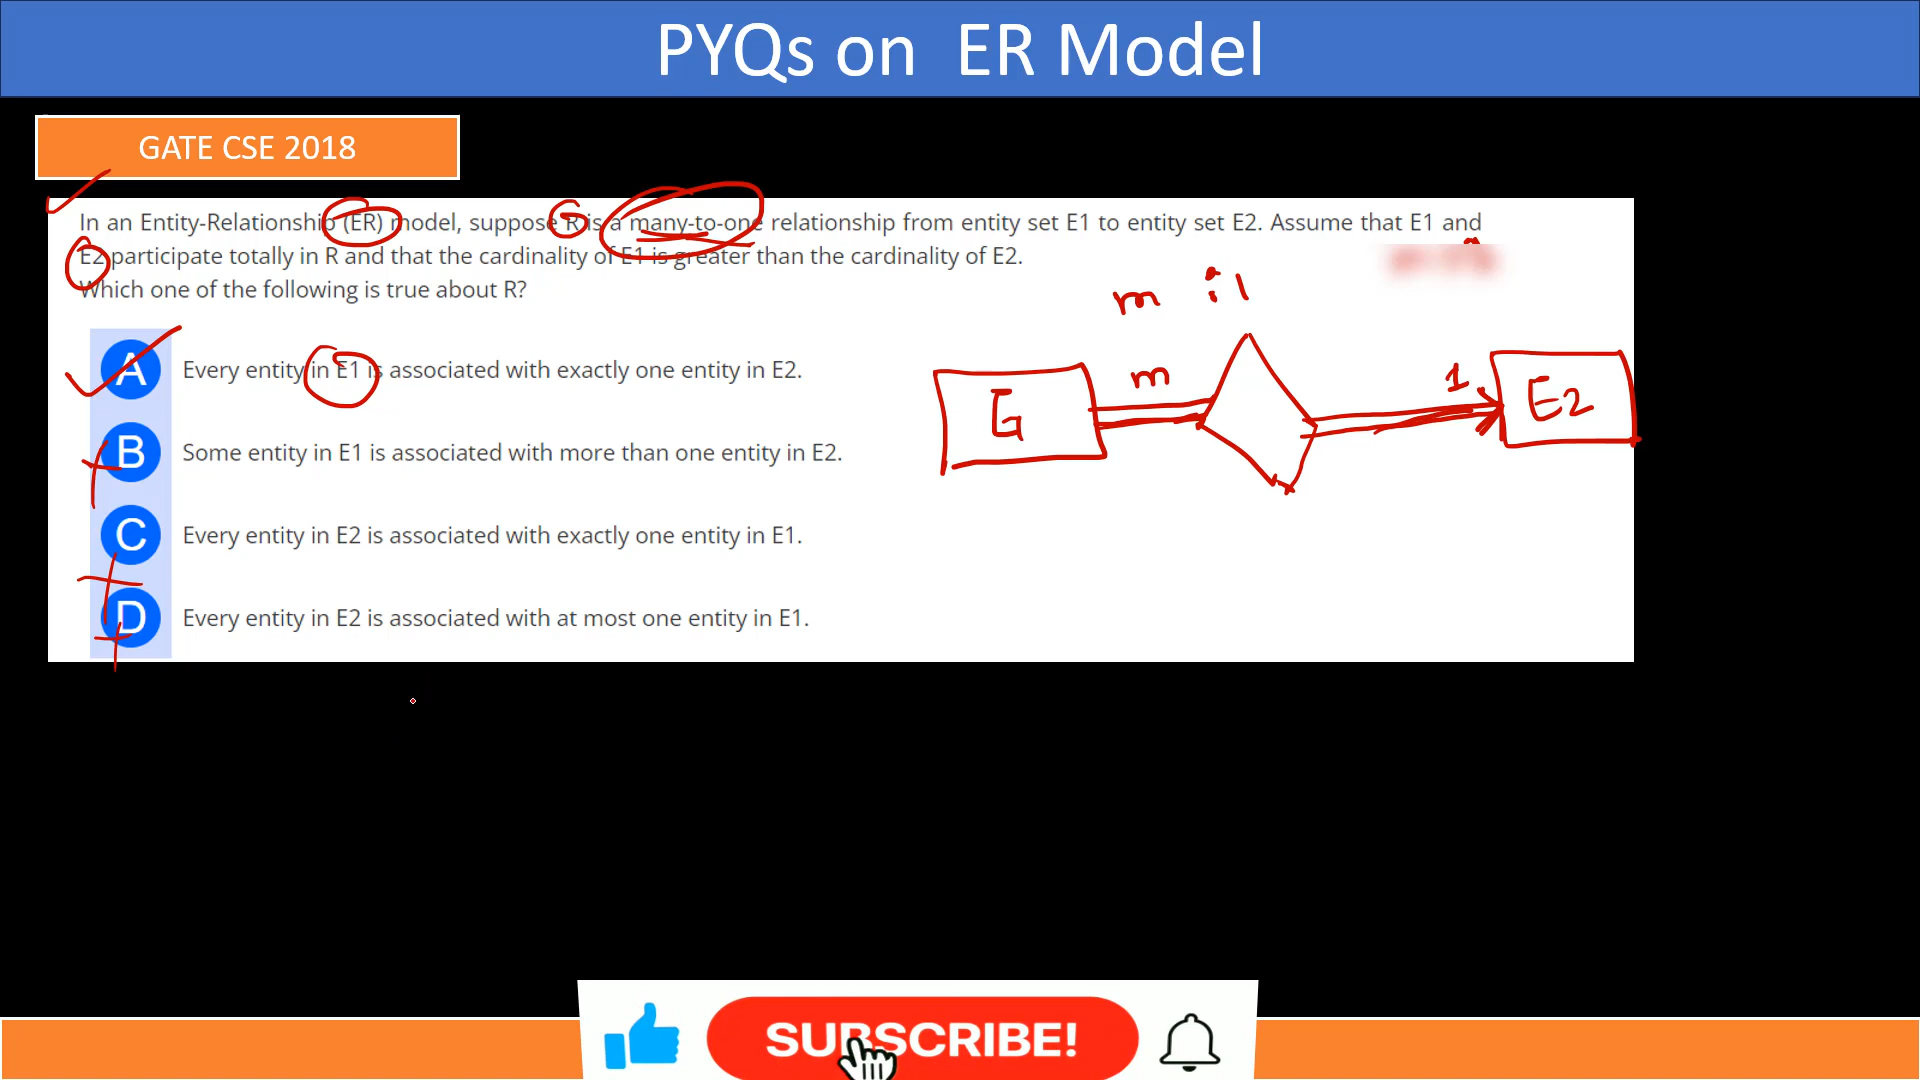 PYQs on ER Model
GATE CSE 2018
In an Entity-Relationship (ER) model, suppose R is a many-to-one relationship from entity set E1 to entity set E2. Assume that E1 and
E2 participate totally in R and that the cardinality of E1 is greater than the cardinality of E2.
Which one of the following is true about R?
m : 1
A Every entity in E1 is associated with exactly one entity in E2.
m
1
E2
B Some entity in E1 is associated with more than one entity in E2.
C Every entity in E2 is associated with exactly one entity in E1.
D Every entity in E2 is associated with at most one entity in E1.
SUBSCRIBE!